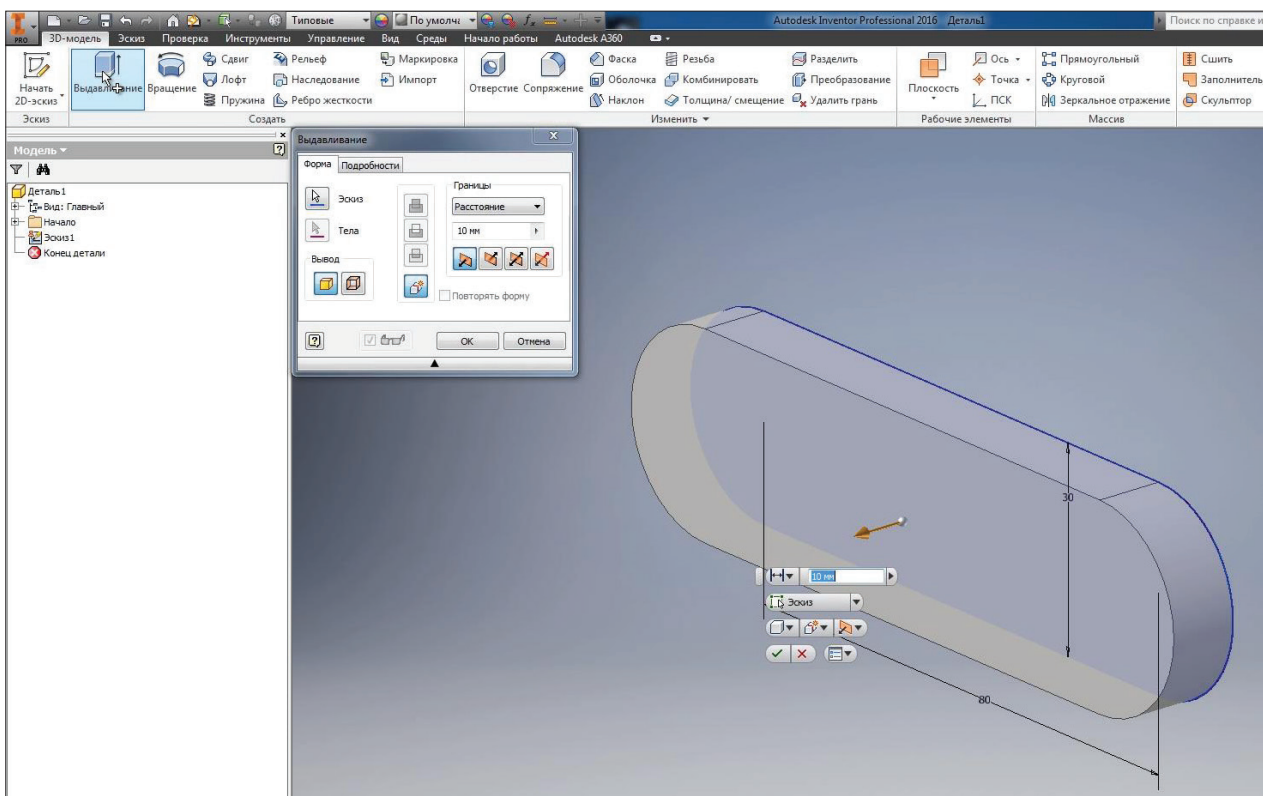 Типовые По умолч Autodesk Inventor Professional 2016 Деталь1 Поиск по справке и
PRO 3D-модель Эскиз Проверка Инструменты Управление Вид Среды Начало работы Autodesk A360
Начать 2D-эскиз
Выдавливание
Вращение
Сдвиг
Лофт
Пружина
Рельеф
Наследование
Ребро жесткости
Маркировка
Импорт
Отверстие
Сопряжение
Фаска
Оболочка
Наклон
Резьба
Комбинировать
Толщина/ смещение
Разделить
Преобразование
Удалить грань
Плоскость
Ось
Точка
ПСК
Прямоугольный
Круговой
Зеркальное отражение
Сшить
Заполнитель
Скульптор
Эскиз Создать Изменить Рабочие элементы Массив
Модель
Деталь1
Вид: Главный
Начало
Эскиз1
Конец детали
Выдавливание
Форма Подробности
Эскиз
Тела
Вывод
Границы
Расстояние
10 мм
Повторять форму
ОК Отмена
30
10 мм
Эскиз
80